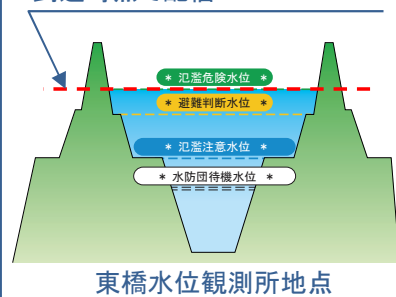 * 氾濫危険水位 *
* 避難判断水位 *
* 氾濫注意水位 *
* 水防団待機水位 *
東橋水位観測所地点